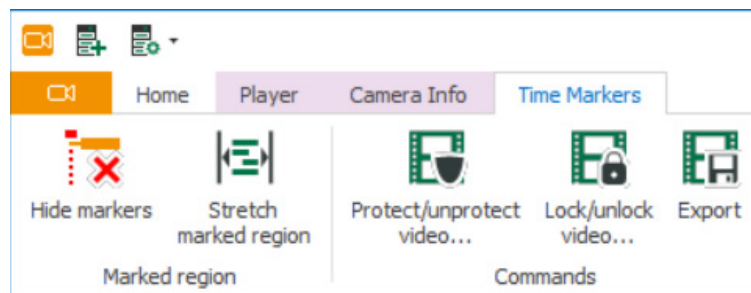 Home Player Camera Info Time Markers
Hide markers Stretch Protect/unprotect Lock/unlock Export
marked region video... video...
Marked region Commands